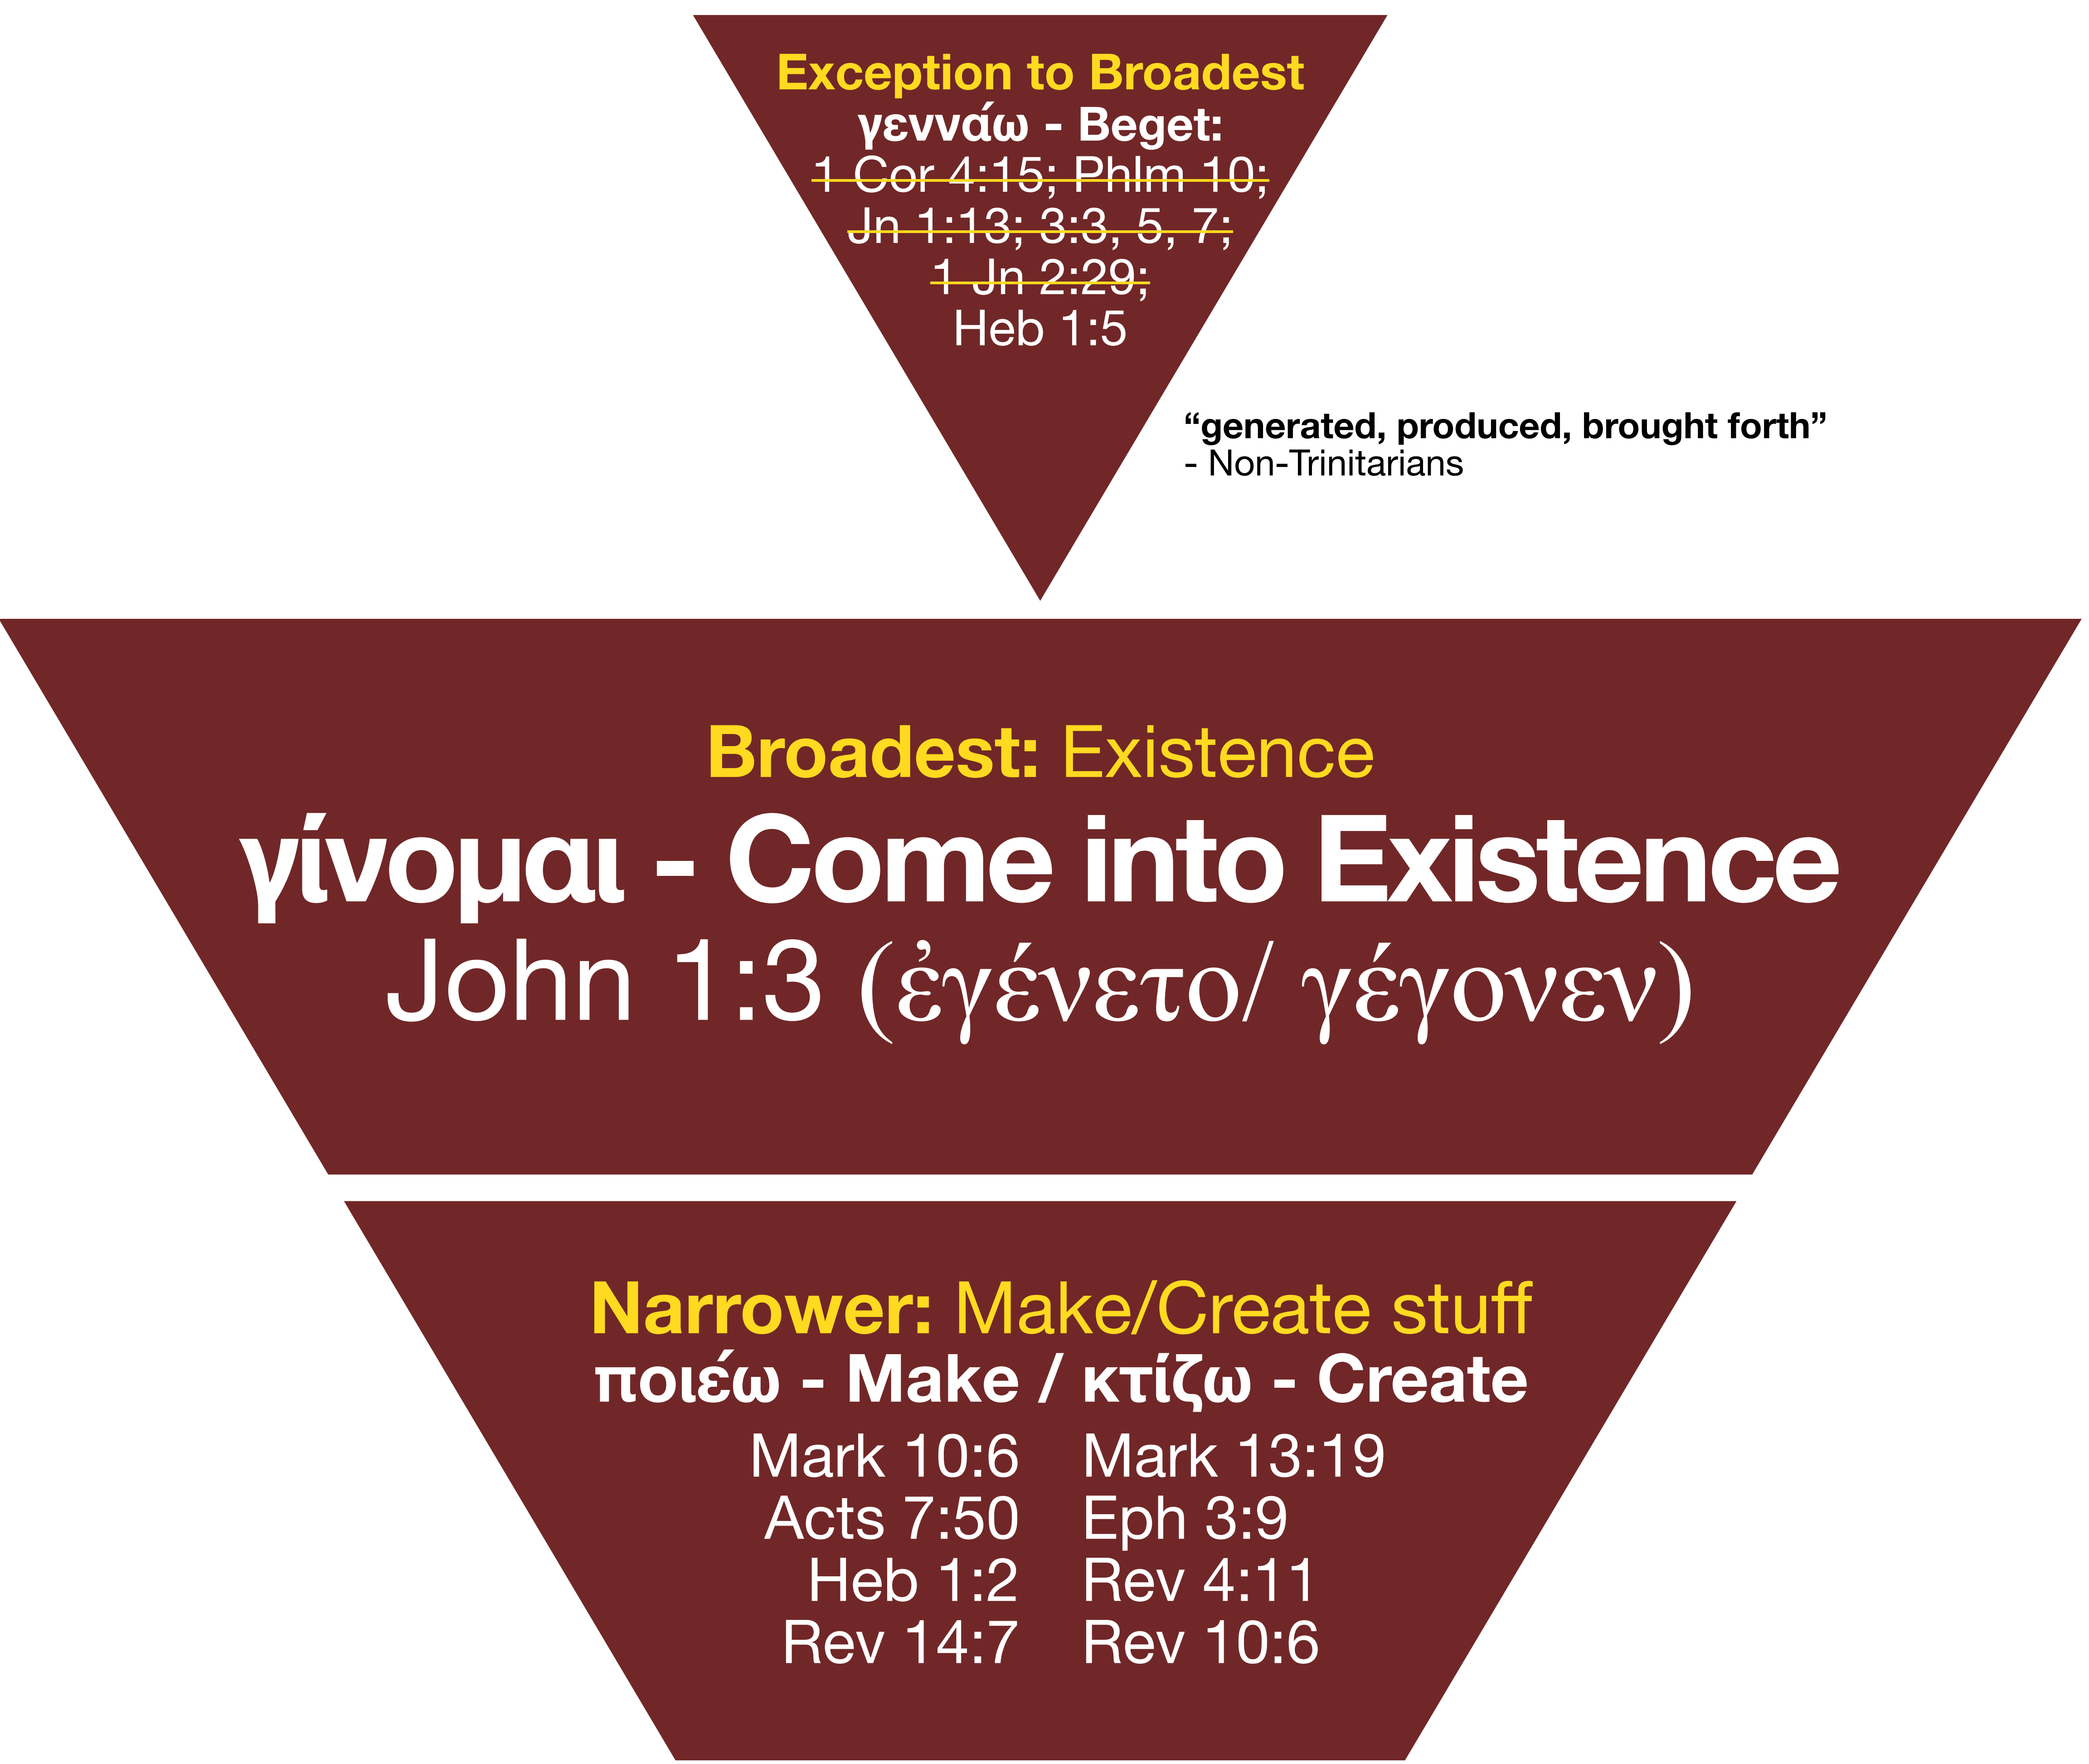 Exception to Broadest
γεννάω - Beget:
1 Cor 4:15; Phlm 10;
Jn 1:13; 3:3, 5, 7;
1 Jn 2:29;
Heb 1:5
“generated, produced, brought forth”
- Non-Trinitarians
Broadest: Existence
γίνομαι - Come into Existence
John 1:3 (ἐγένετο/ γέγονεν)
Narrower: Make/Create stuff
ποιέω - Make / κτίζω - Create
Mark 10:6 Mark 13:19
Acts 7:50 Eph 3:9
Heb 1:2 Rev 4:11
Rev 14:7 Rev 10:6